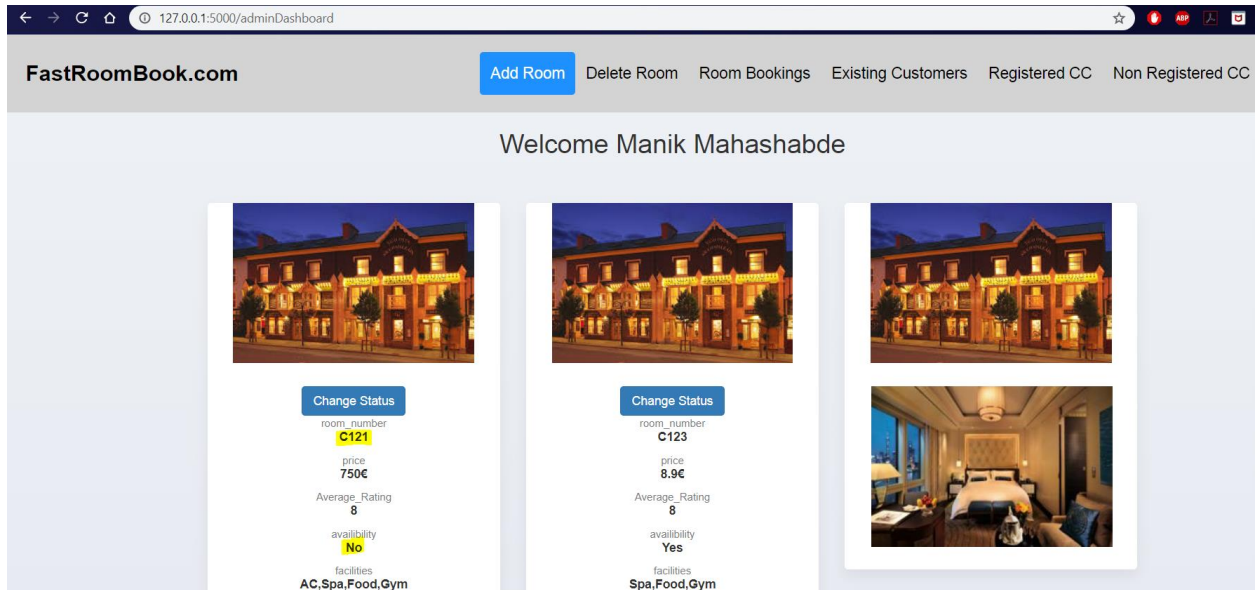 127.0.0.1:5000/adminDashboard
ABP
FastRoomBook.com
Add Room
Delete Room
Room Bookings
Existing Customers
Registered CC
Non Registered CC
Welcome Manik Mahashabde
Change Status
room_number
C121
price
750€
Average_Rating
8
availibility
No
facilities
AC,Spa,Food,Gym
Change Status
room_number
C123
price
8.9€
Average_Rating
8
availibility
Yes
facilities
Spa,Food,Gym